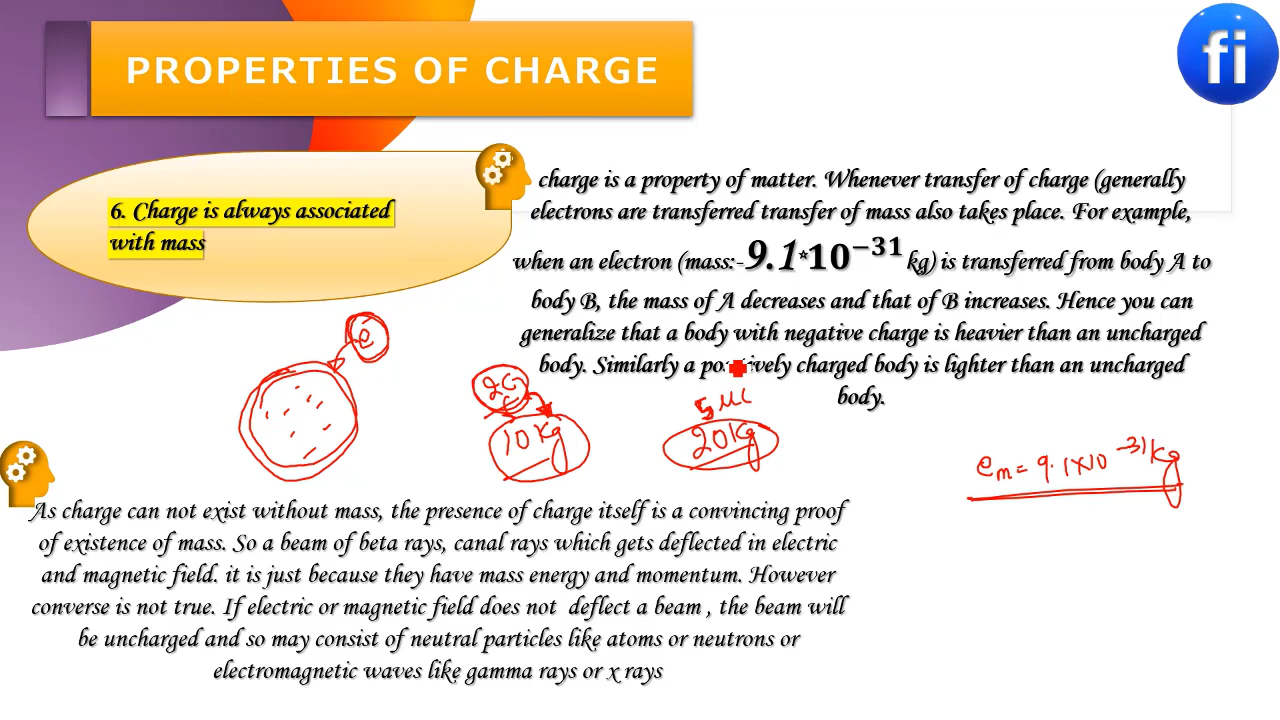 PROPERTIES OF CHARGE
fi
6. Charge is always associated
with mass
charge is a property of matter. Whenever transfer of charge (generally
electrons are transferred transfer of mass also takes place. For example,
when an electron (mass:-9.1*10⁻³¹ kg) is transferred from body A to
body B, the mass of A decreases and that of B increases. Hence you can
generalize that a body with negative charge is heavier than an uncharged
body. Similarly a positively charged body is lighter than an uncharged
body.
e
2C
10 Kg
5 μC
20 Kg
eₘ = 9.1×10⁻³¹ Kg
As charge can not exist without mass, the presence of charge itself is a convincing proof
of existence of mass. So a beam of beta rays, canal rays which gets deflected in electric
and magnetic field. it is just because they have mass energy and momentum. However
converse is not true. If electric or magnetic field does not deflect a beam , the beam will
be uncharged and so may consist of neutral particles like atoms or neutrons or
electromagnetic waves like gamma rays or x rays